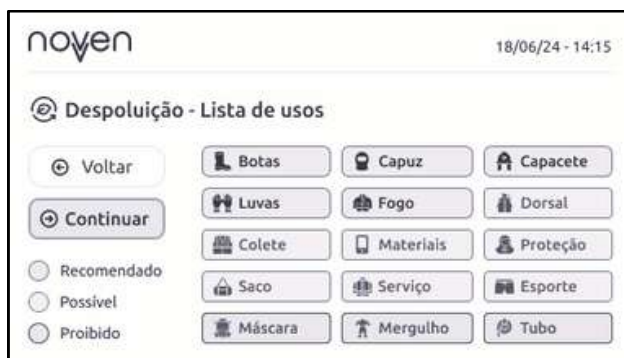 noven
18/06/24 - 14:15
Despoluição - Lista de usos
Voltar
Continuar
Recomendado
Possível
Proibido
Botas Capuz Capacete
Luvas Fogo Dorsal
Colete Materiais Proteção
Saco Serviço Esporte
Máscara Mergulho Tubo